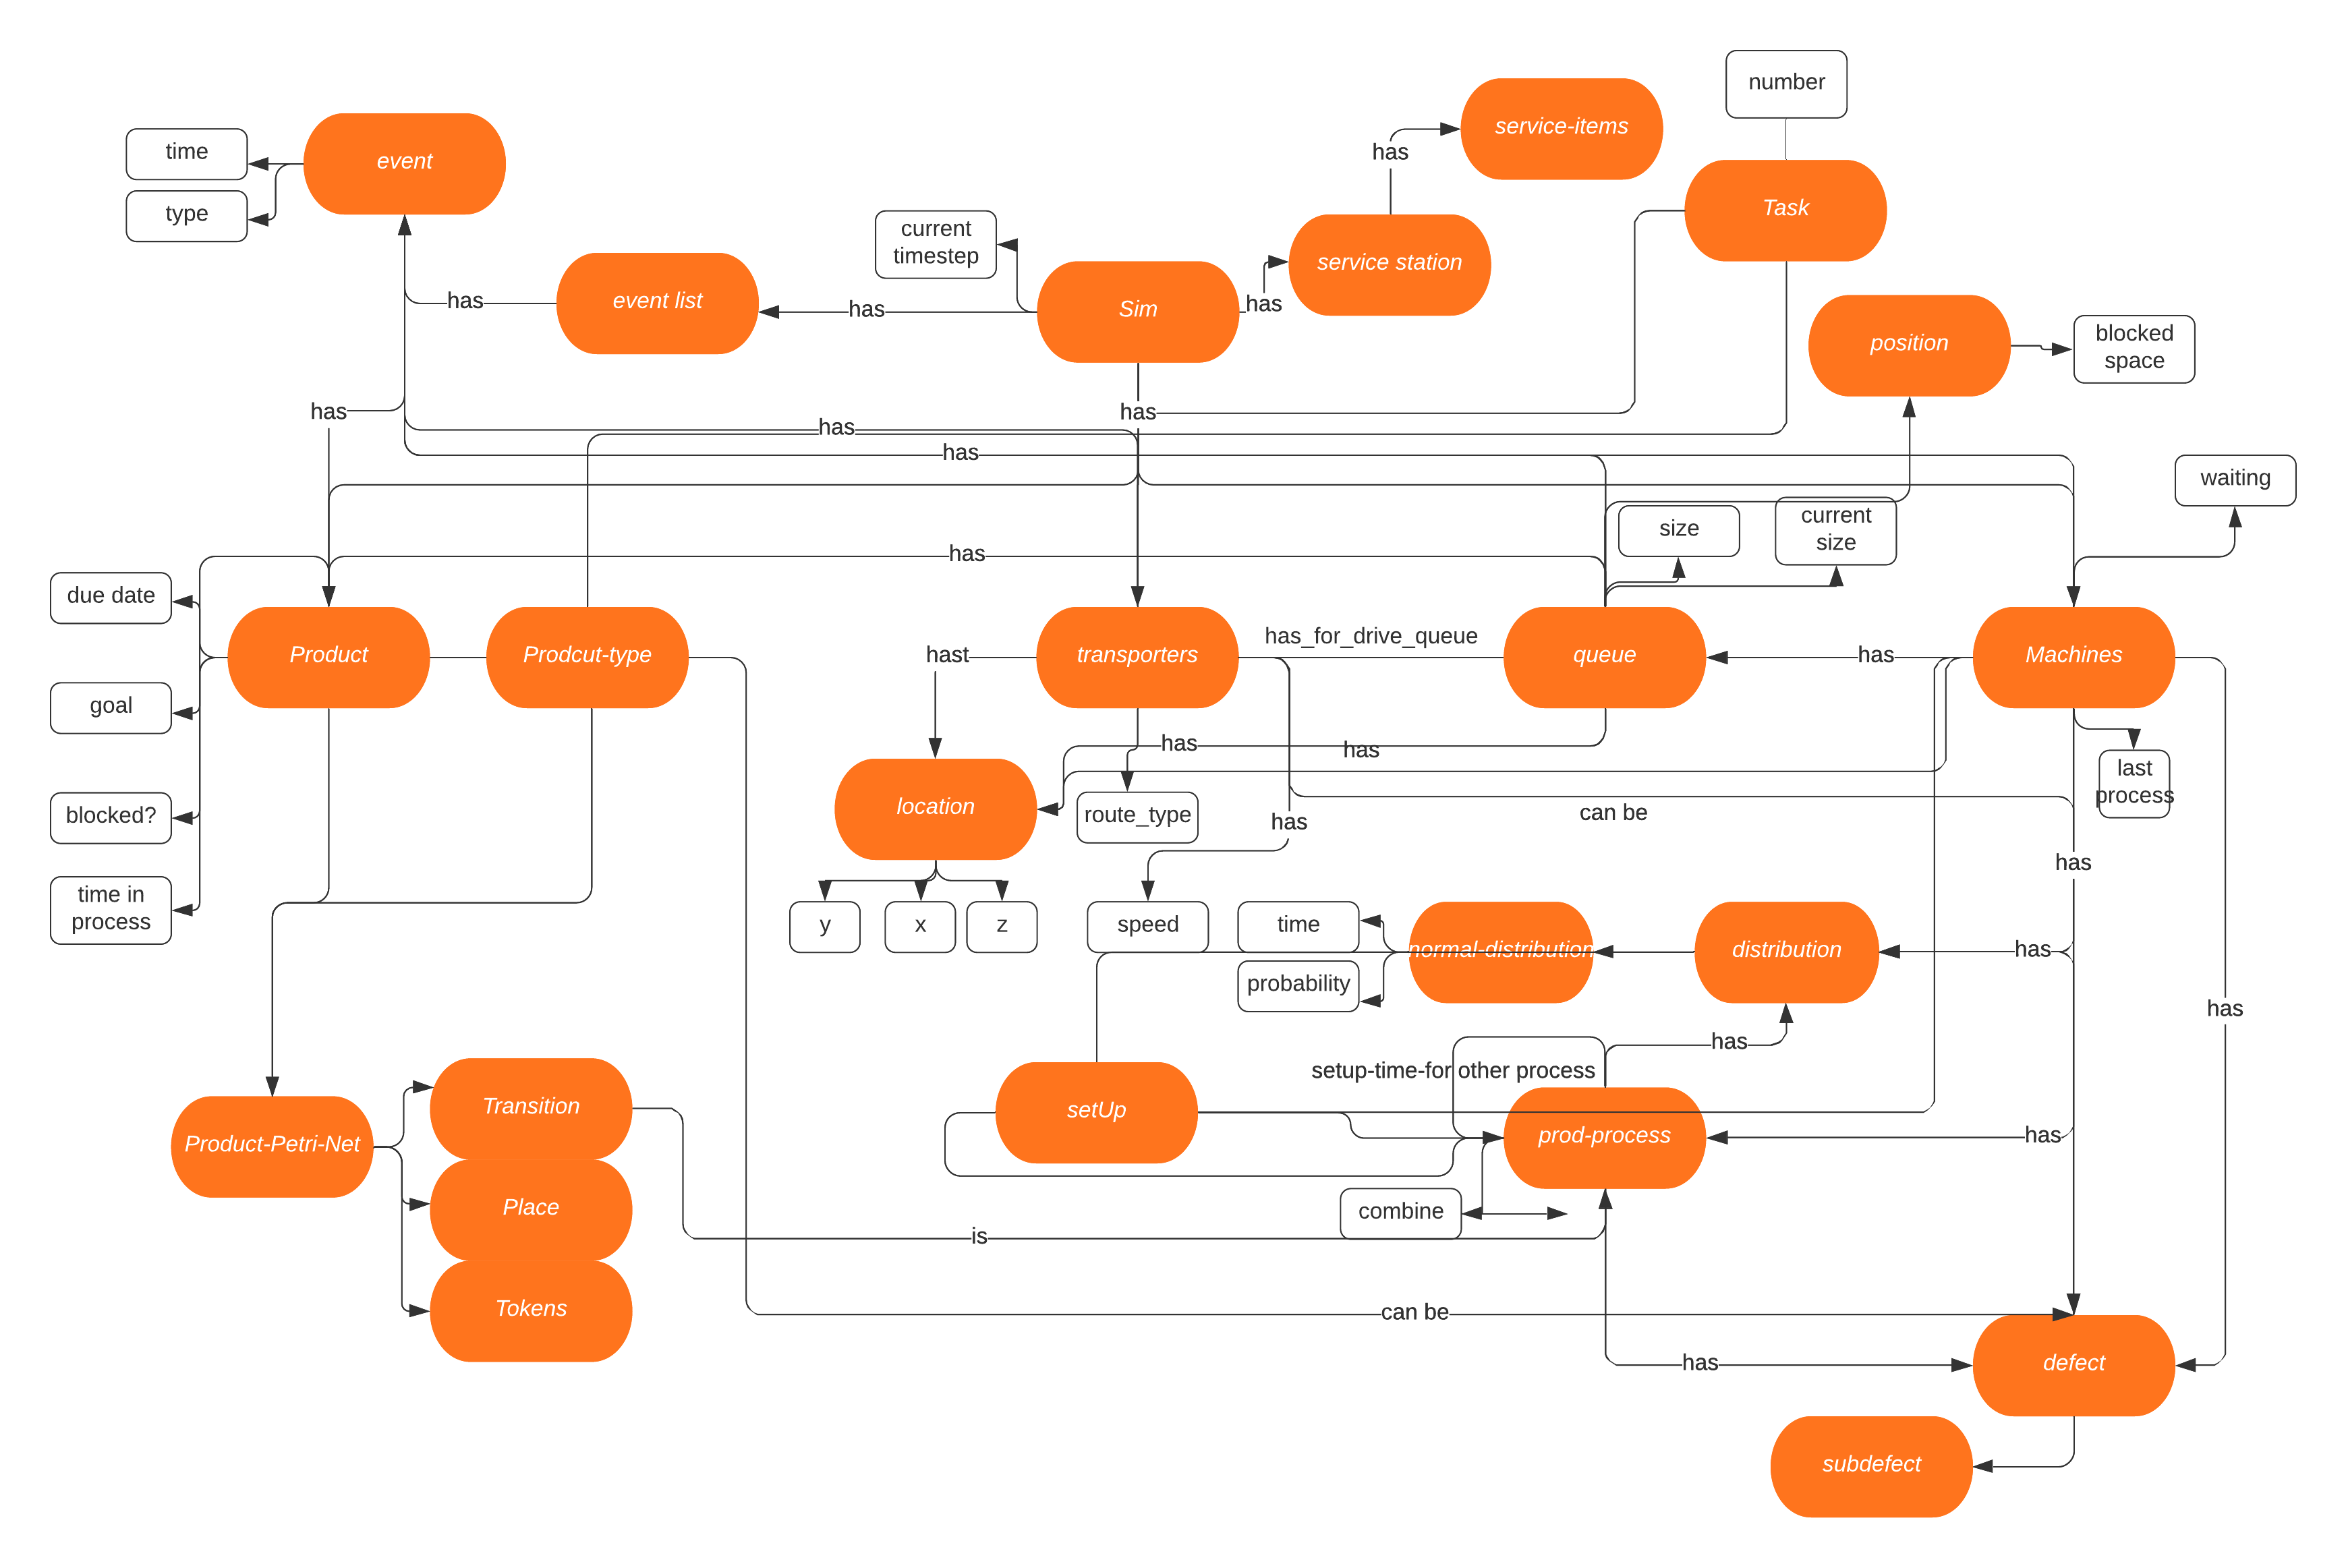 number
service-items
time
event
type
Task
current
timestep
service station
event list
Sim
has
has
has
has
position
blocked
space
has
has
has
has
waiting
size
current
size
has
due date
Product
Prodcut-type
hast
transporters
has_for_drive_queue
queue
has
Machines
goal
has
has
last
process
location
blocked?
route_type
has
can be
has
time in
process
y
x
z
speed
time
normal-distribution
distribution
has
probability
has
has
setup-time-for other process
Transition
setUp
prod-process
has
Product-Petri-Net
Place
combine
is
Tokens
can be
has
defect
subdefect